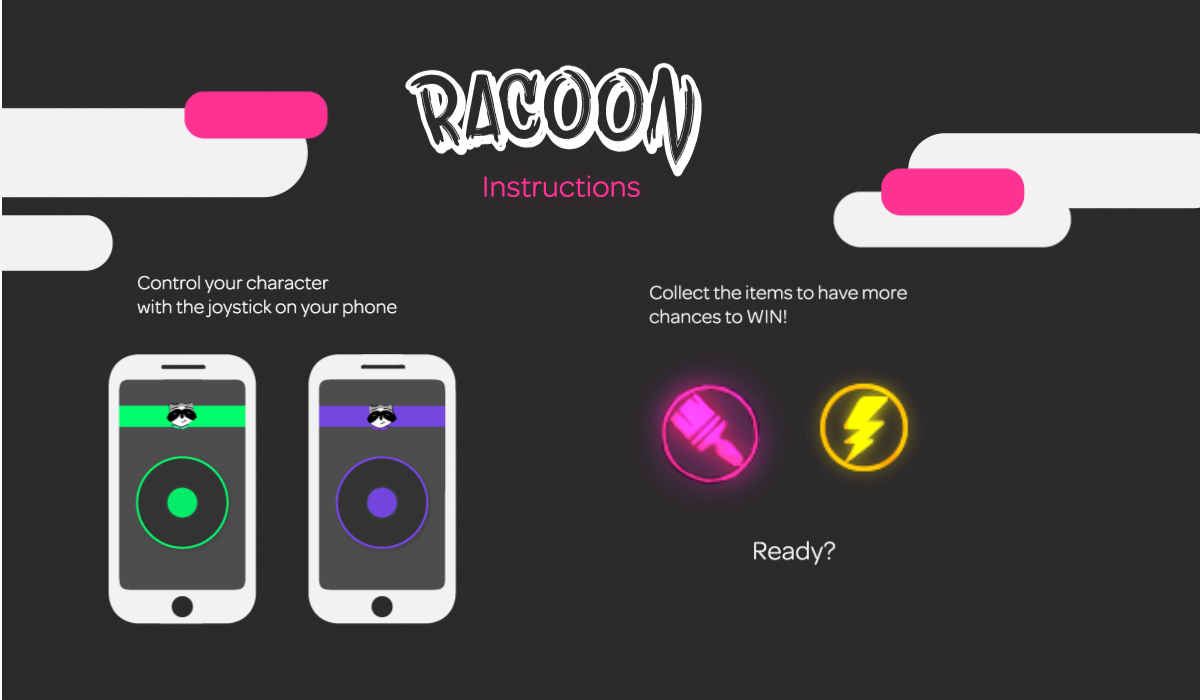 RACOON
Instructions
Control your character
with the joystick on your phone
Collect the items to have more
chances to WIN!
Ready?